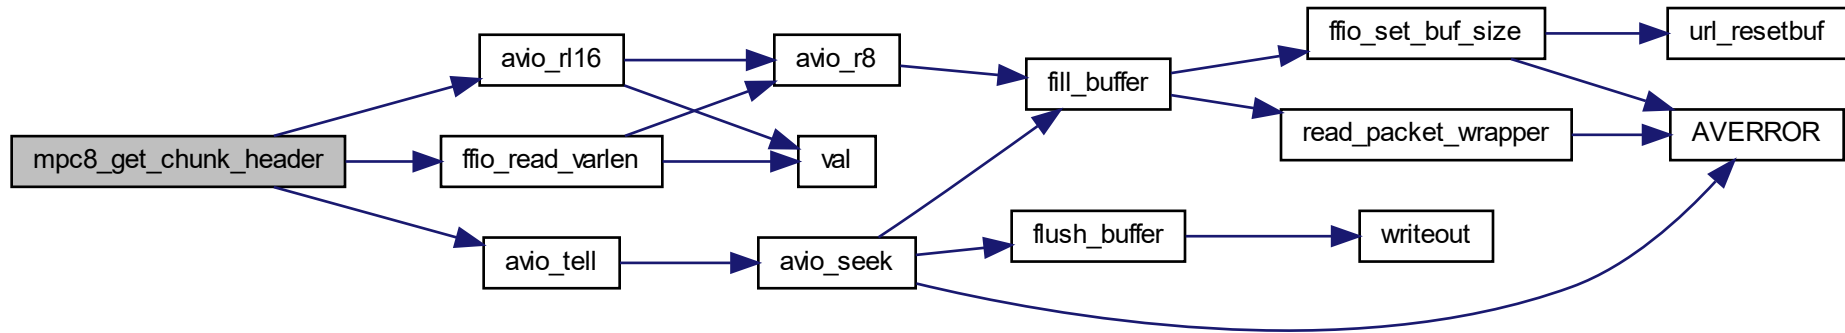 mpc8_get_chunk_header
avio_rl16
ffio_read_varlen
avio_tell
avio_r8
val
avio_seek
fill_buffer
flush_buffer
ffio_set_buf_size
read_packet_wrapper
writeout
url_resetbuf
AVERROR